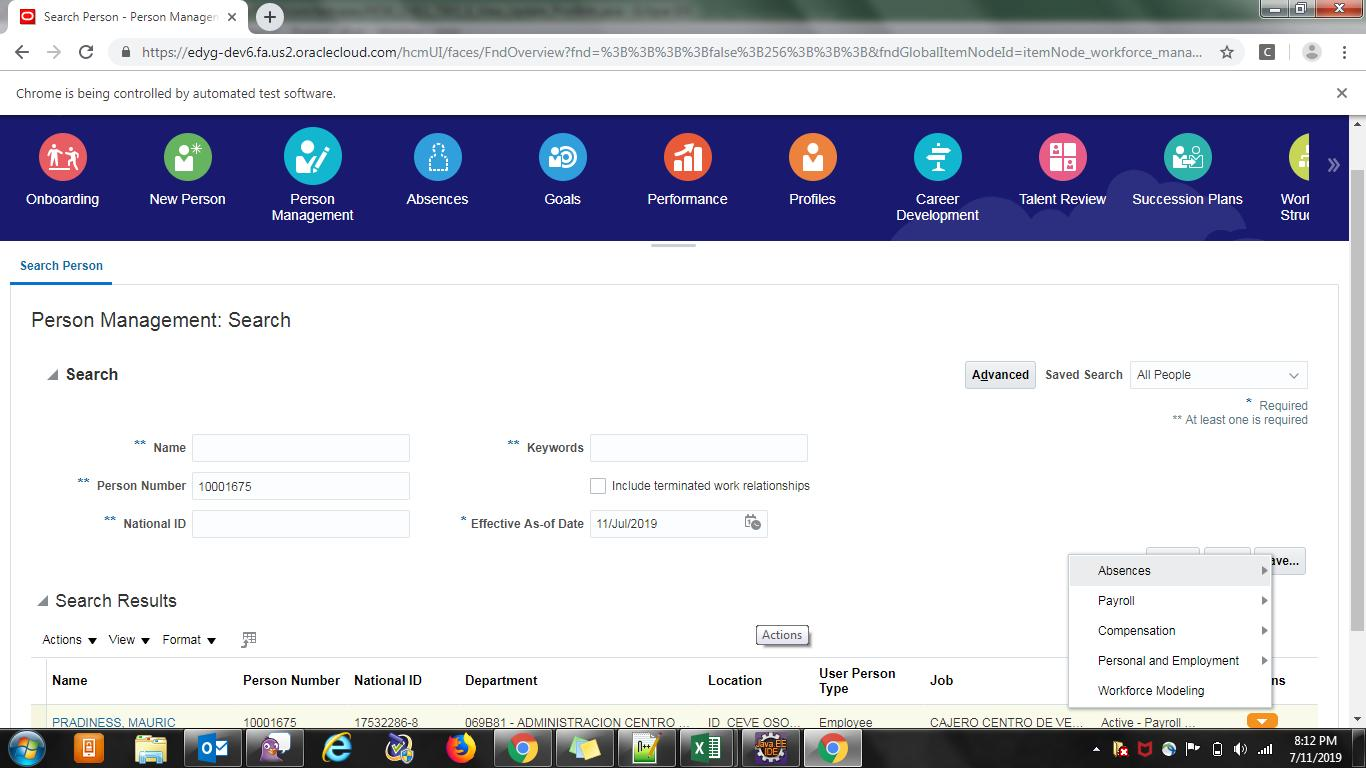 Search Person - Person Managem
https://edyg-dev6.fa.us2.oraclecloud.com/hcmUI/faces/FndOverview?fnd=%3B%3B%3B%3Bfalse%3B256%3B%3B%3B&fndGlobalItemNodeId=itemNode_workforce_mana...
Chrome is being controlled by automated test software.
Onboarding
New Person
Person Management
Absences
Goals
Performance
Profiles
Career Development
Talent Review
Succession Plans
Search Person
Person Management: Search
Search
Advanced
Saved Search
All People
* Required
** At least one is required
** Name
** Keywords
** Person Number 10001675
Include terminated work relationships
** National ID
* Effective As-of Date 11/Jul/2019
ave...
Absences
Payroll
Compensation
Personal and Employment
Workforce Modeling
Search Results
Actions View Format
Actions
Name Person Number National ID Department Location User Person Type Job ns
PRADINESS, MAURIC 10001675 17532286-8 069B81 - ADMINISTRACION CENTRO ... ID_CEVE OSO... Employee CAJERO CENTRO DE VE... Active - Payroll ...
8:12 PM
7/11/2019